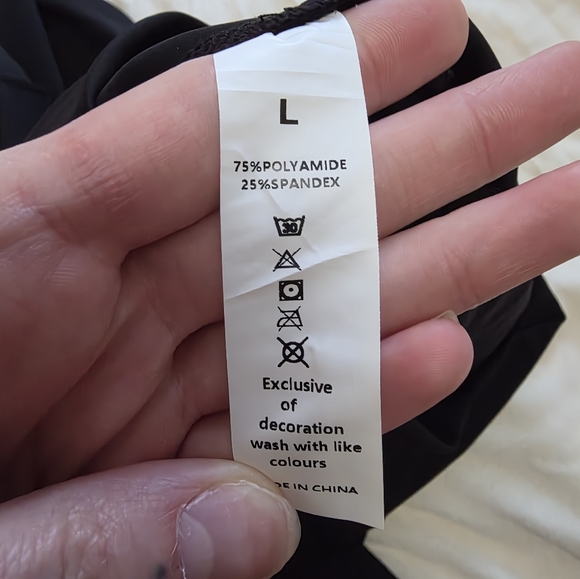 L
75%POLYAMIDE
25%SPANDEX
30
Exclusive
of
decoration
wash with like
colours
IN CHINA